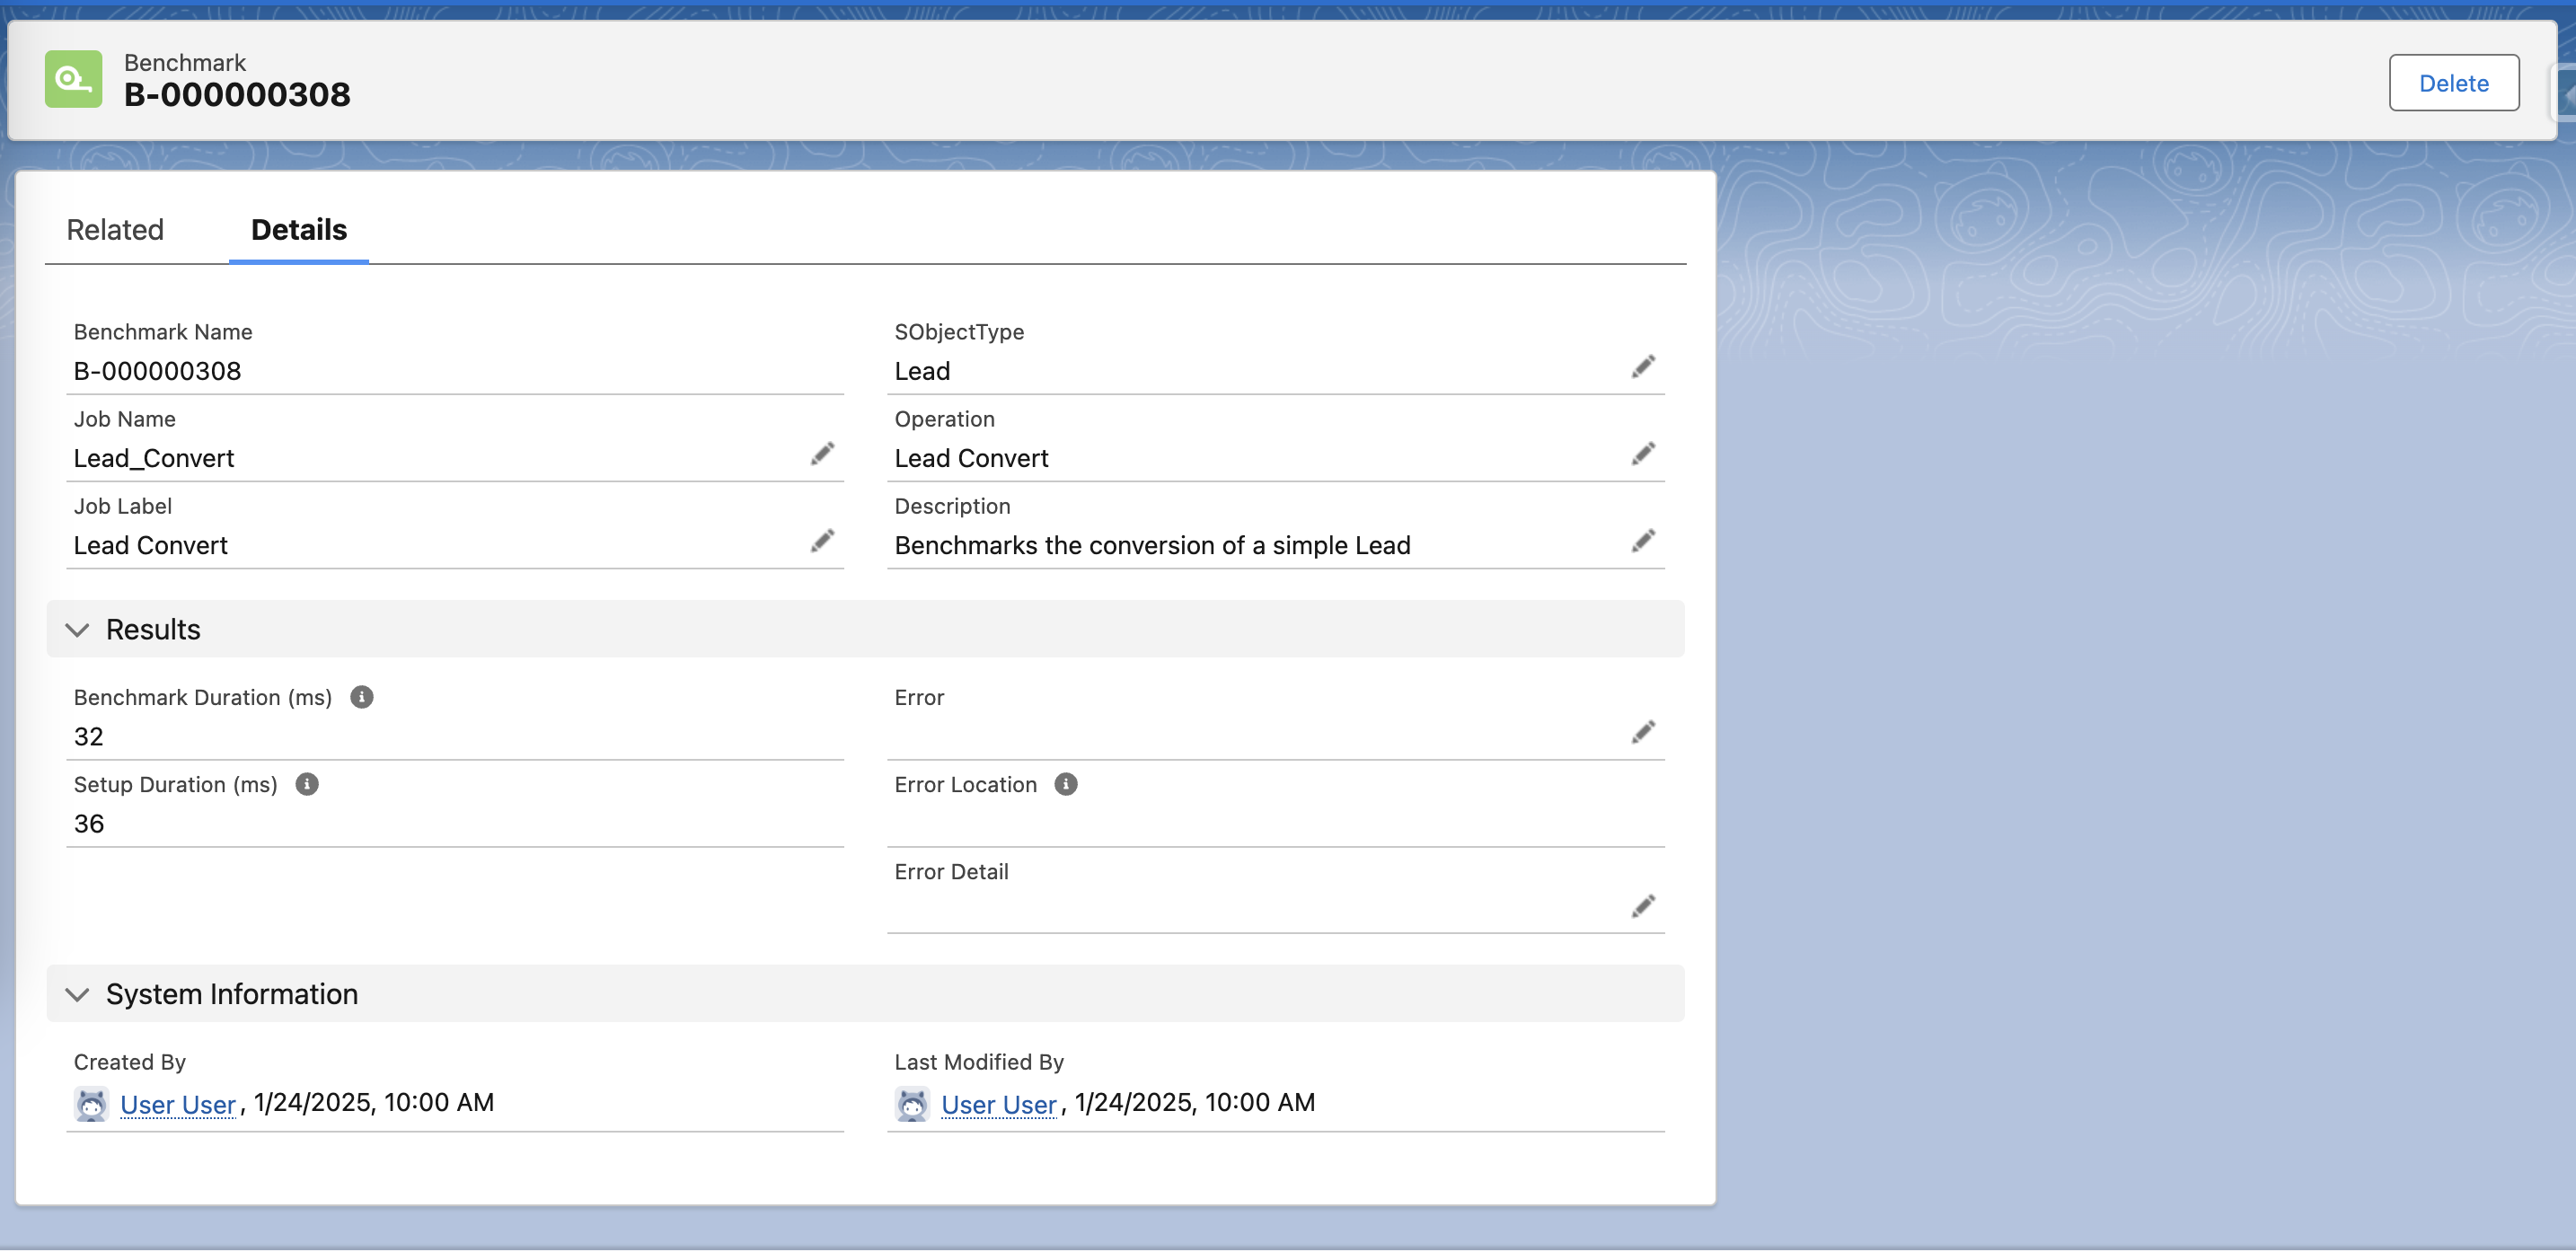 Benchmark
B-000000308
Delete
Related
Details
Benchmark Name
B-000000308
SObjectType
Lead
Job Name
Lead_Convert
Operation
Lead Convert
Job Label
Lead Convert
Description
Benchmarks the conversion of a simple Lead
Results
Benchmark Duration (ms)
32
Error
Setup Duration (ms)
36
Error Location
Error Detail
System Information
Created By
User User, 1/24/2025, 10:00 AM
Last Modified By
User User, 1/24/2025, 10:00 AM